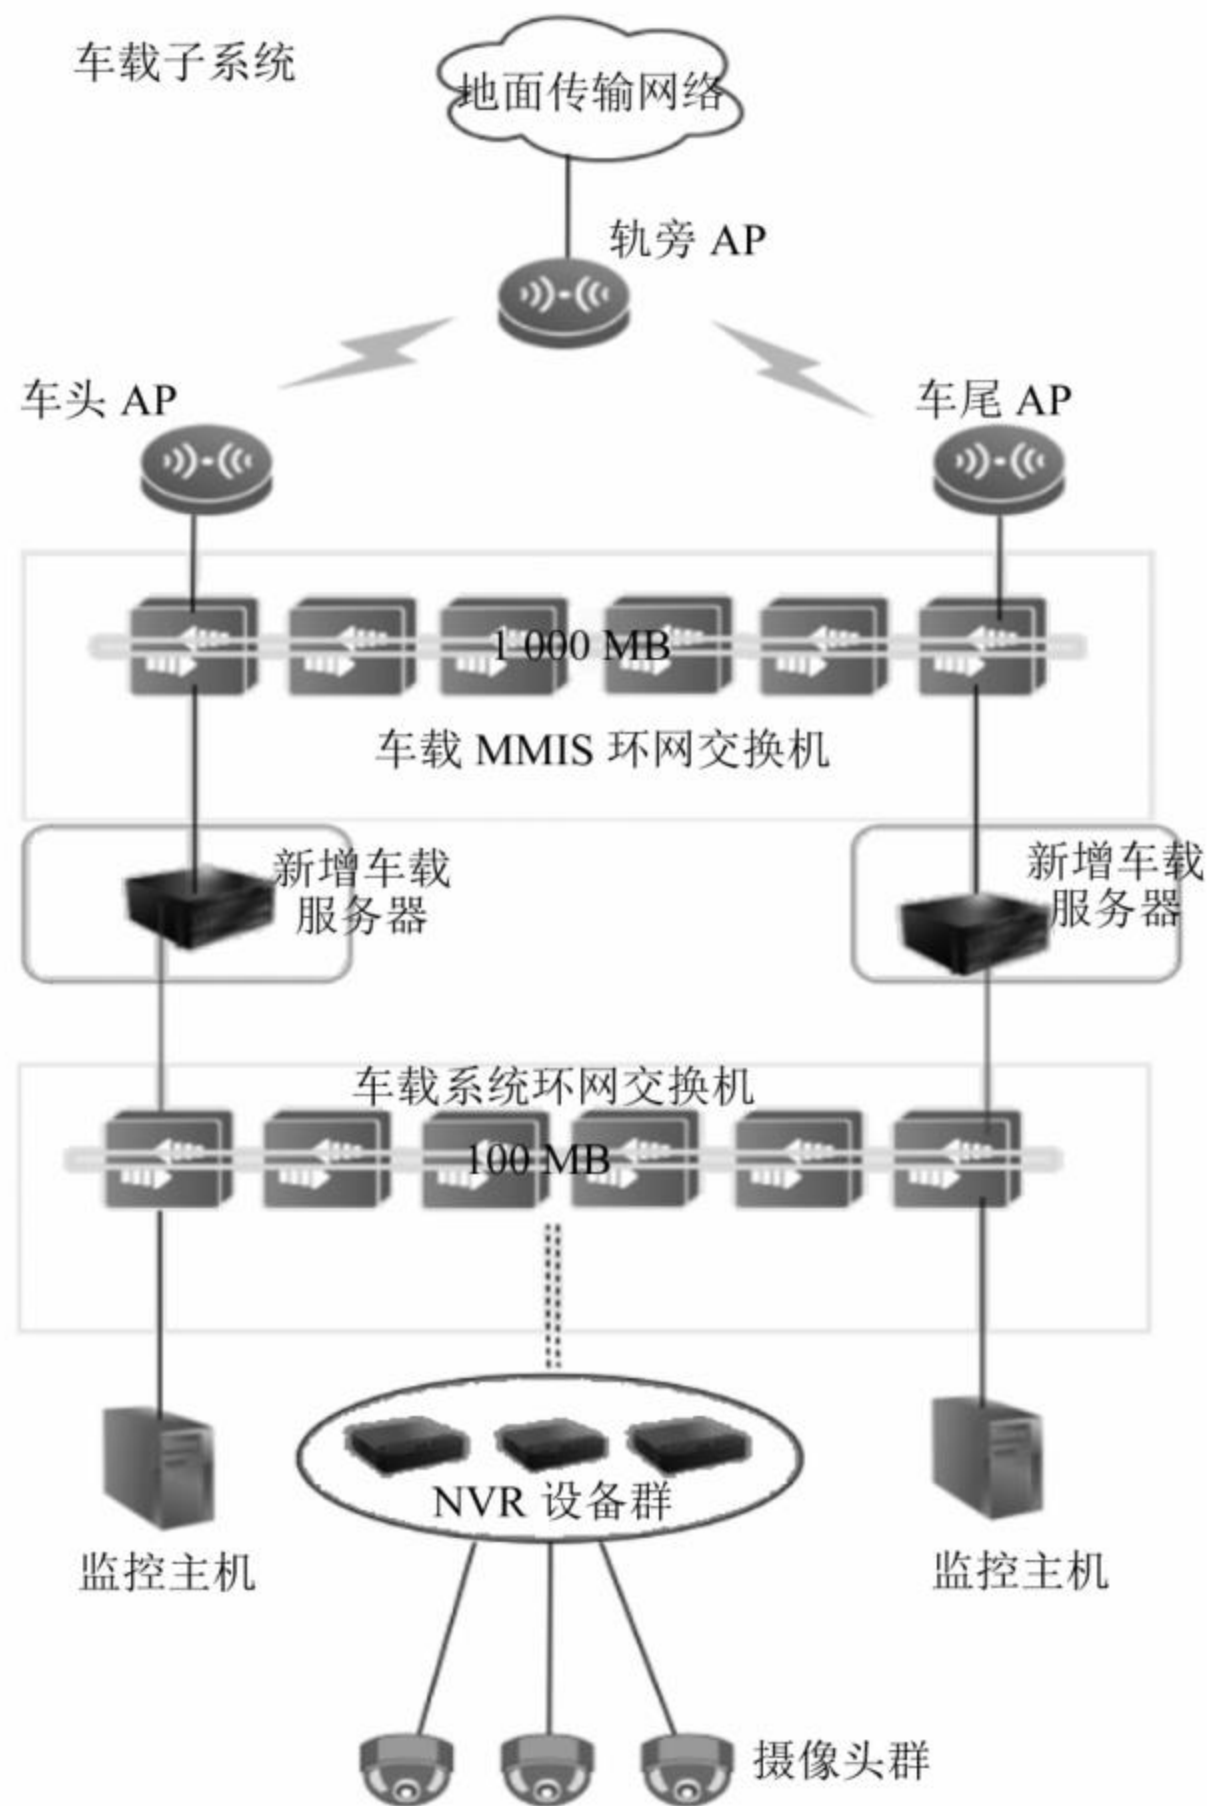 车载子系统
地面传输网络
轨旁 AP
车头 AP
车尾 AP
1 000 MB
车载 MMIS 环网交换机
新增车载
服务器
新增车载
服务器
车载系统环网交换机
100 MB
NVR 设备群
监控主机
监控主机
摄像头群